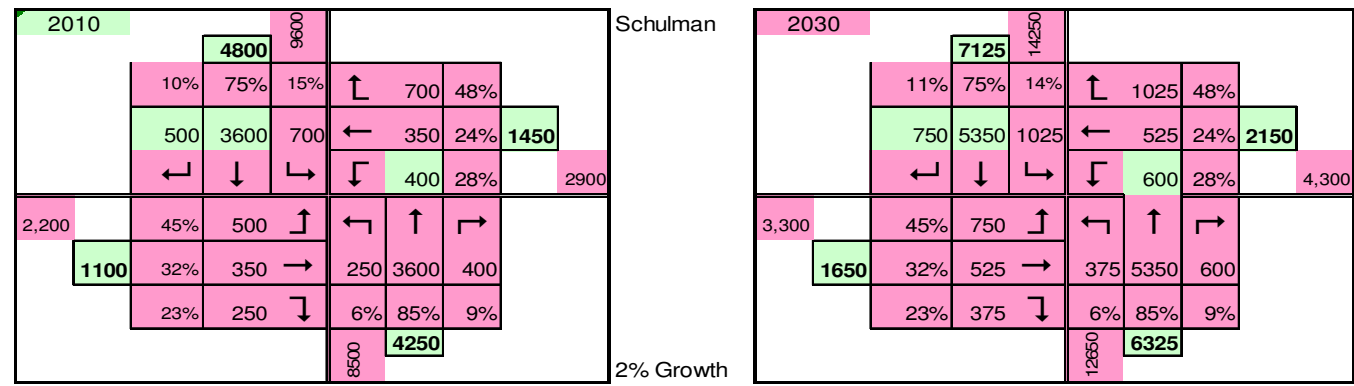 2010 9600 Schulman 2030 14250
4800 7125
10% 75% 15% 700 48% 11% 75% 14% 1025 48%
500 3600 700 ← 350 24% 1450 750 5350 1025 ← 525 24% 2150
↓ 400 28% 2900 ↓ 600 28% 4,300
2,200 45% 500 ↑ 3,300 45% 750 ↑
1100 32% 350 → 250 3600 400 1650 32% 525 → 375 5350 600
23% 250 6% 85% 9% 23% 375 6% 85% 9%
8500 4250 12650 6325
2% Growth